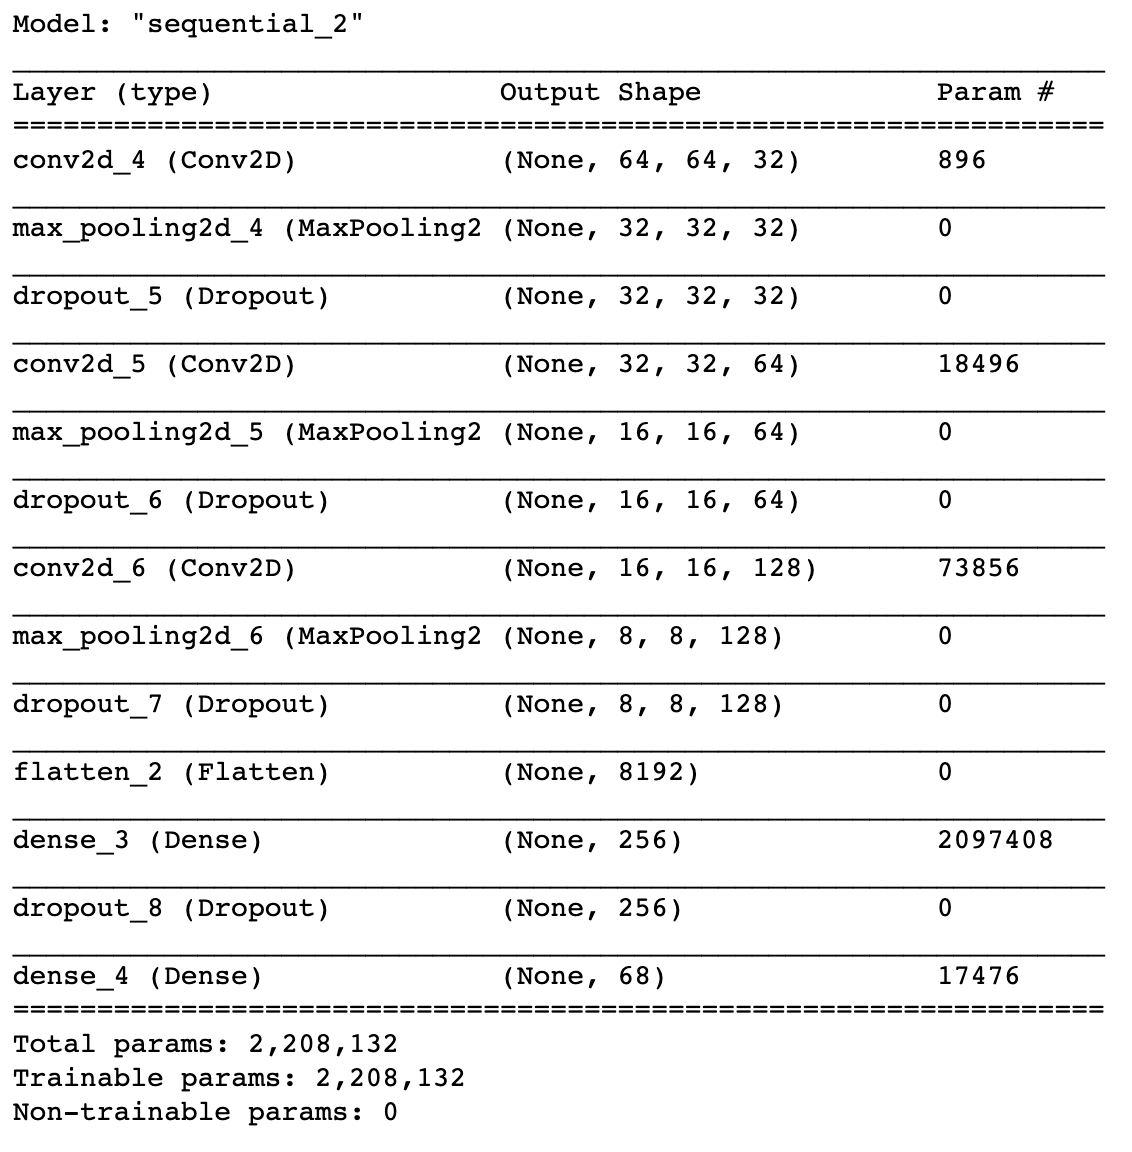 Model: "sequential_2"
Layer (type) Output Shape Param #
conv2d_4 (Conv2D) (None, 64, 64, 32) 896
max_pooling2d_4 (MaxPooling2 (None, 32, 32, 32) 0
dropout_5 (Dropout) (None, 32, 32, 32) 0
conv2d_5 (Conv2D) (None, 32, 32, 64) 18496
max_pooling2d_5 (MaxPooling2 (None, 16, 16, 64) 0
dropout_6 (Dropout) (None, 16, 16, 64) 0
conv2d_6 (Conv2D) (None, 16, 16, 128) 73856
max_pooling2d_6 (MaxPooling2 (None, 8, 8, 128) 0
dropout_7 (Dropout) (None, 8, 8, 128) 0
flatten_2 (Flatten) (None, 8192) 0
dense_3 (Dense) (None, 256) 2097408
dropout_8 (Dropout) (None, 256) 0
dense_4 (Dense) (None, 68) 17476
Total params: 2,208,132
Trainable params: 2,208,132
Non-trainable params: 0